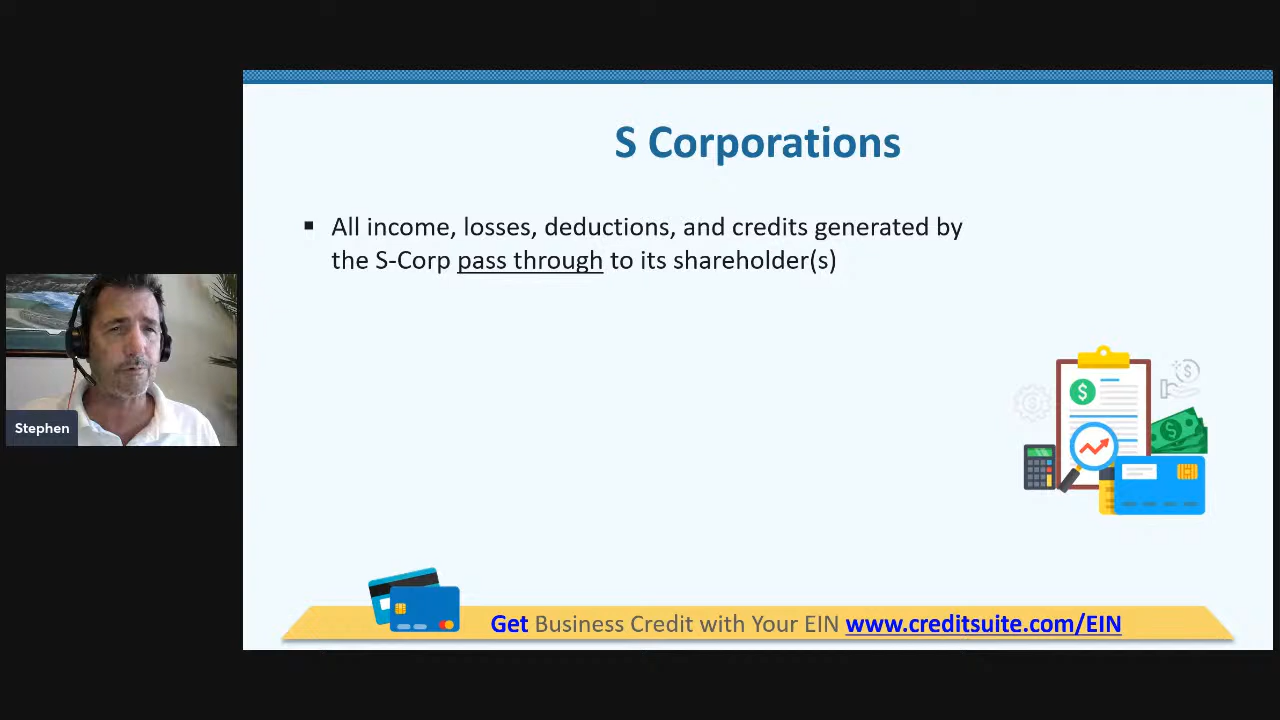 S Corporations
▪ All income, losses, deductions, and credits generated by
the S-Corp pass through to its shareholder(s)
Stephen
Get Business Credit with Your EIN www.creditsuite.com/EIN